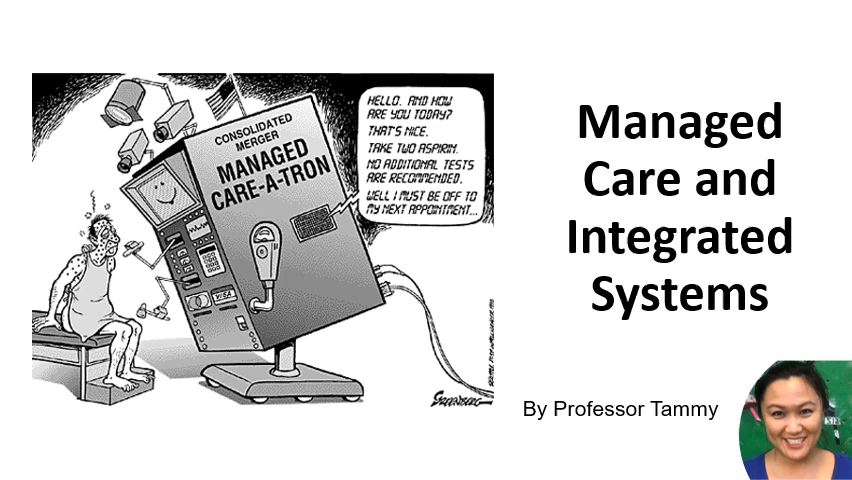 CONSOLIDATED
MERGER
MANAGED
CARE-A-TRON
HELLO. AND HOW
ARE YOU TODAY?
THAT'S NICE.
TAKE TWO ASPIRIN.
NO ADDITIONAL TESTS
ARE RECOMMENDED.
WELL I MUST BE OFF TO
MY NEXT APPOINTMENT...
VISA
GREENBERG
Managed
Care and
Integrated
Systems
By Professor Tammy